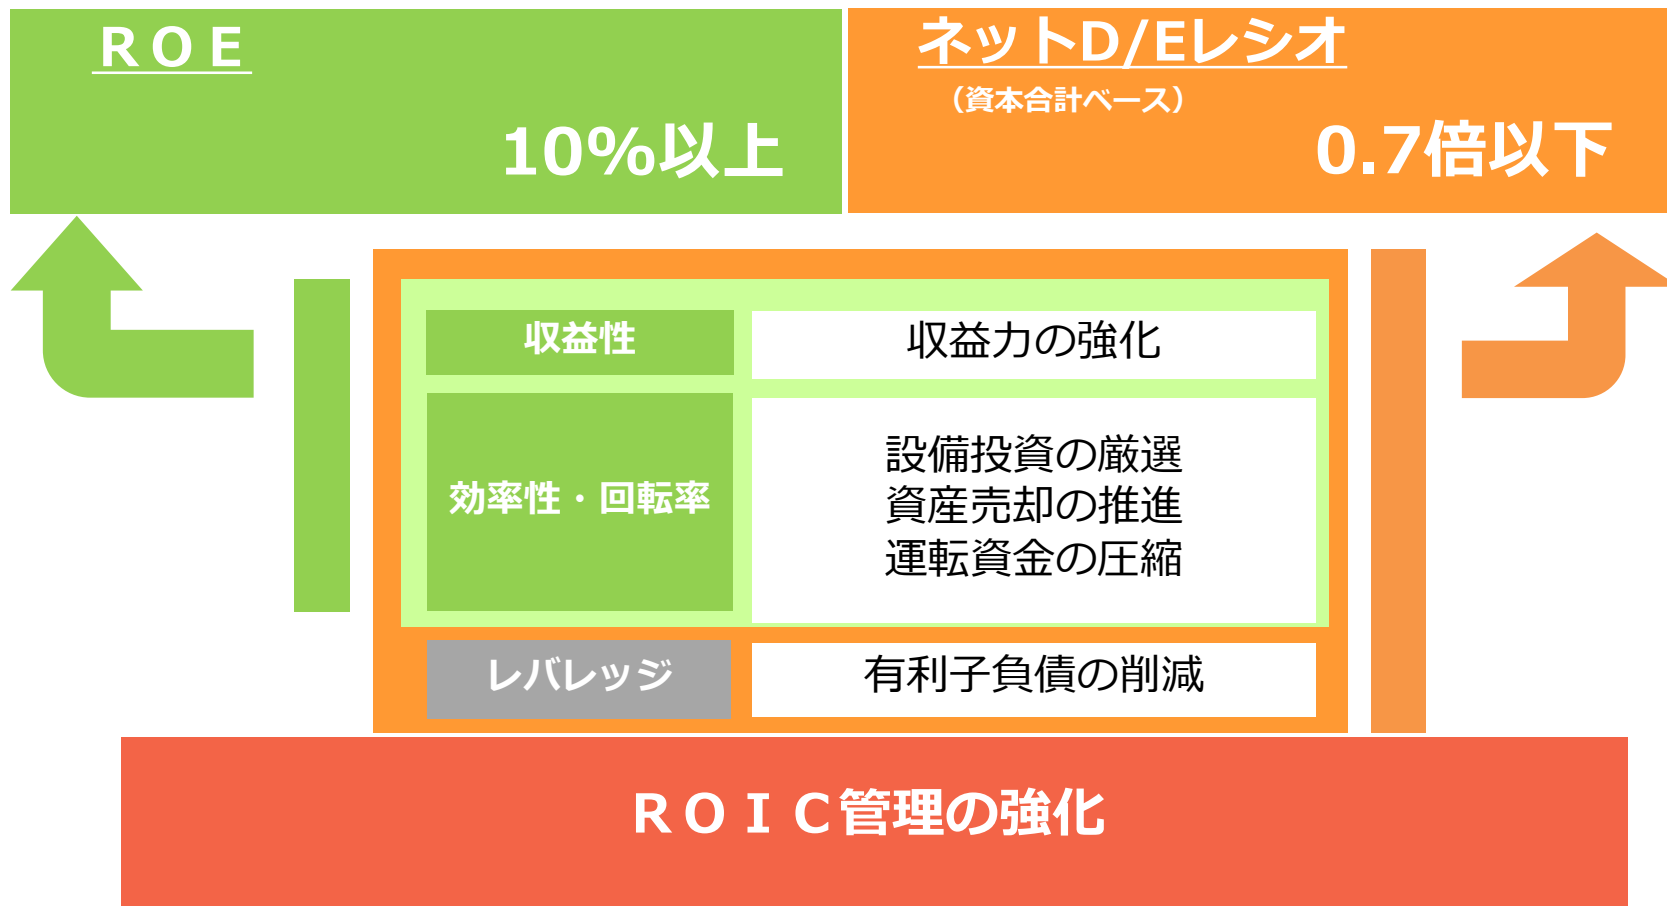 ＲＯＥ
10%以上
ネットD/Eレシオ
（資本合計ベース）
0.7倍以下
収益性
収益力の強化
効率性・回転率
設備投資の厳選
資産売却の推進
運転資金の圧縮
レバレッジ
有利子負債の削減
ＲＯＩＣ管理の強化